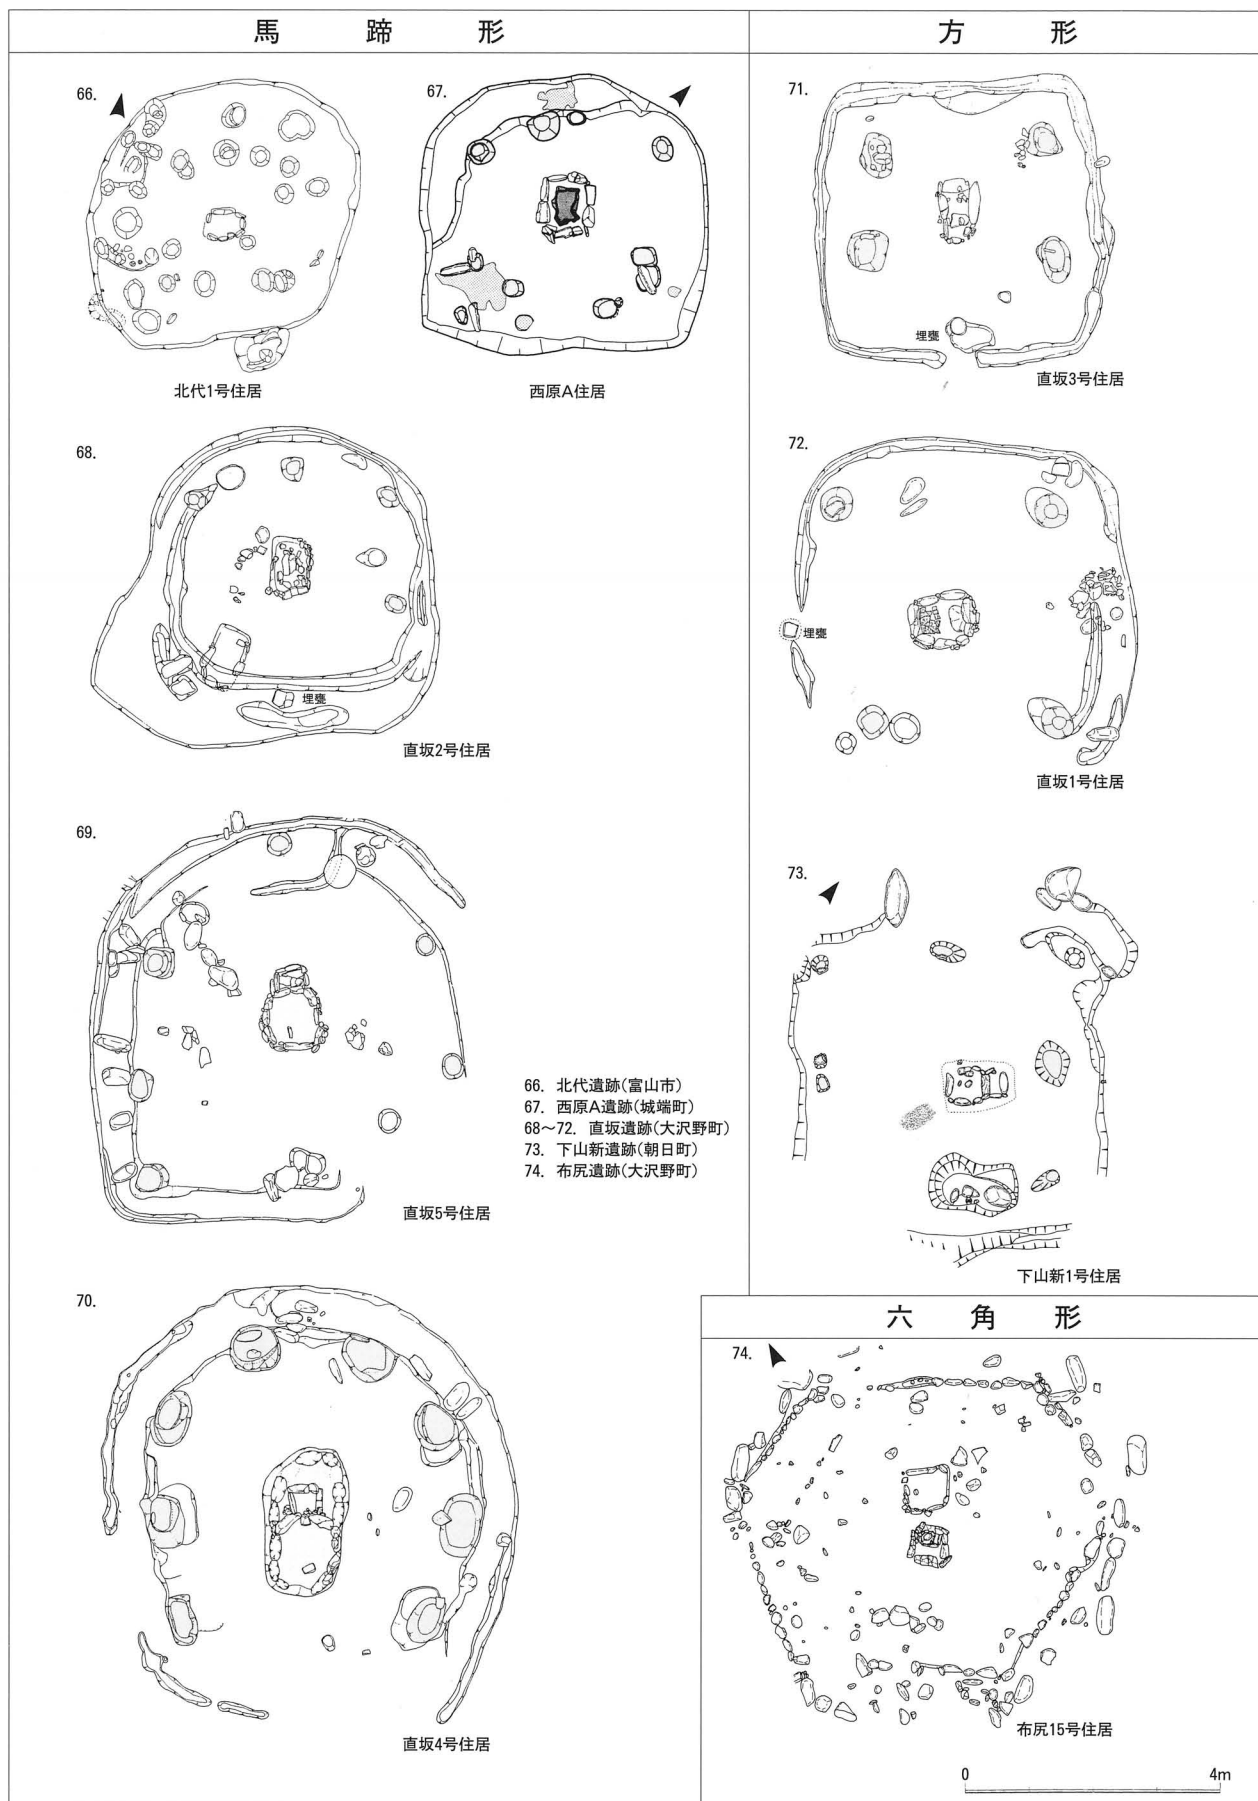 馬蹄形
方形
66.
67.
71.
埋甕
北代1号住居
西原A住居
直坂3号住居
68.
72.
埋甕
埋甕
直坂2号住居
直坂1号住居
69.
73.
66. 北代遺跡(富山市)
67. 西原A遺跡(城端町)
68～72. 直坂遺跡(大沢野町)
73. 下山新遺跡(朝日町)
74. 布尻遺跡(大沢野町)
直坂5号住居
下山新1号住居
70.
六角形
74.
直坂4号住居
布尻15号住居
0 4m